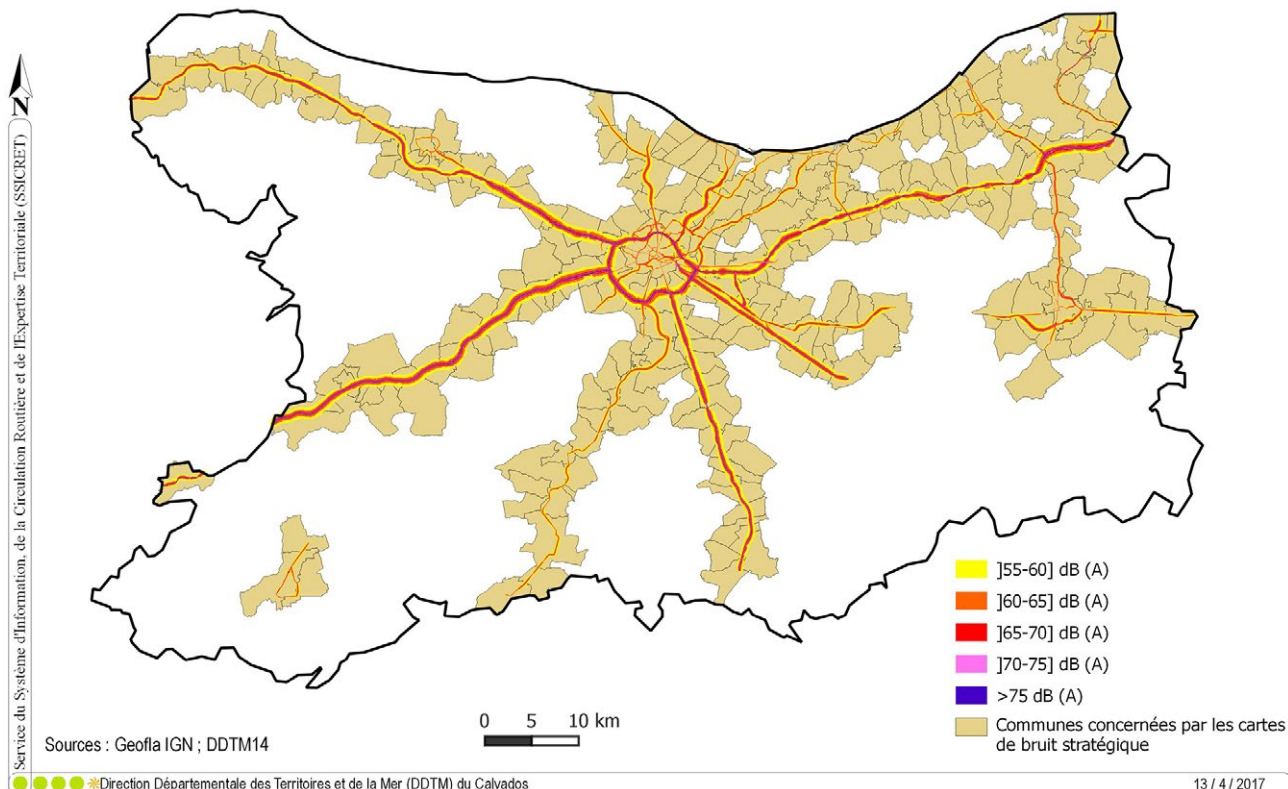 N
Service du Système d'Information, de la Circulation Routière et de l'Expertise Territoriale (SSICRET)
]55-60] dB (A)
]60-65] dB (A)
]65-70] dB (A)
]70-75] dB (A)
>75 dB (A)
Communes concernées par les cartes
de bruit stratégique
0 5 10 km
Sources : Geofla IGN ; DDTM14
Direction Départementale des Territoires et de la Mer (DDTM) du Calvados
13 / 4 / 2017